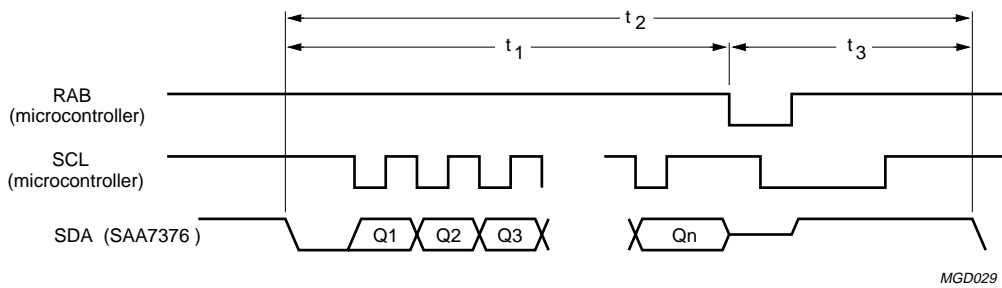 t2
t1
t3
RAB
(microcontroller)
SCL
(microcontroller)
SDA (SAA7376)
Q1
Q2
Q3
Qn
MGD029